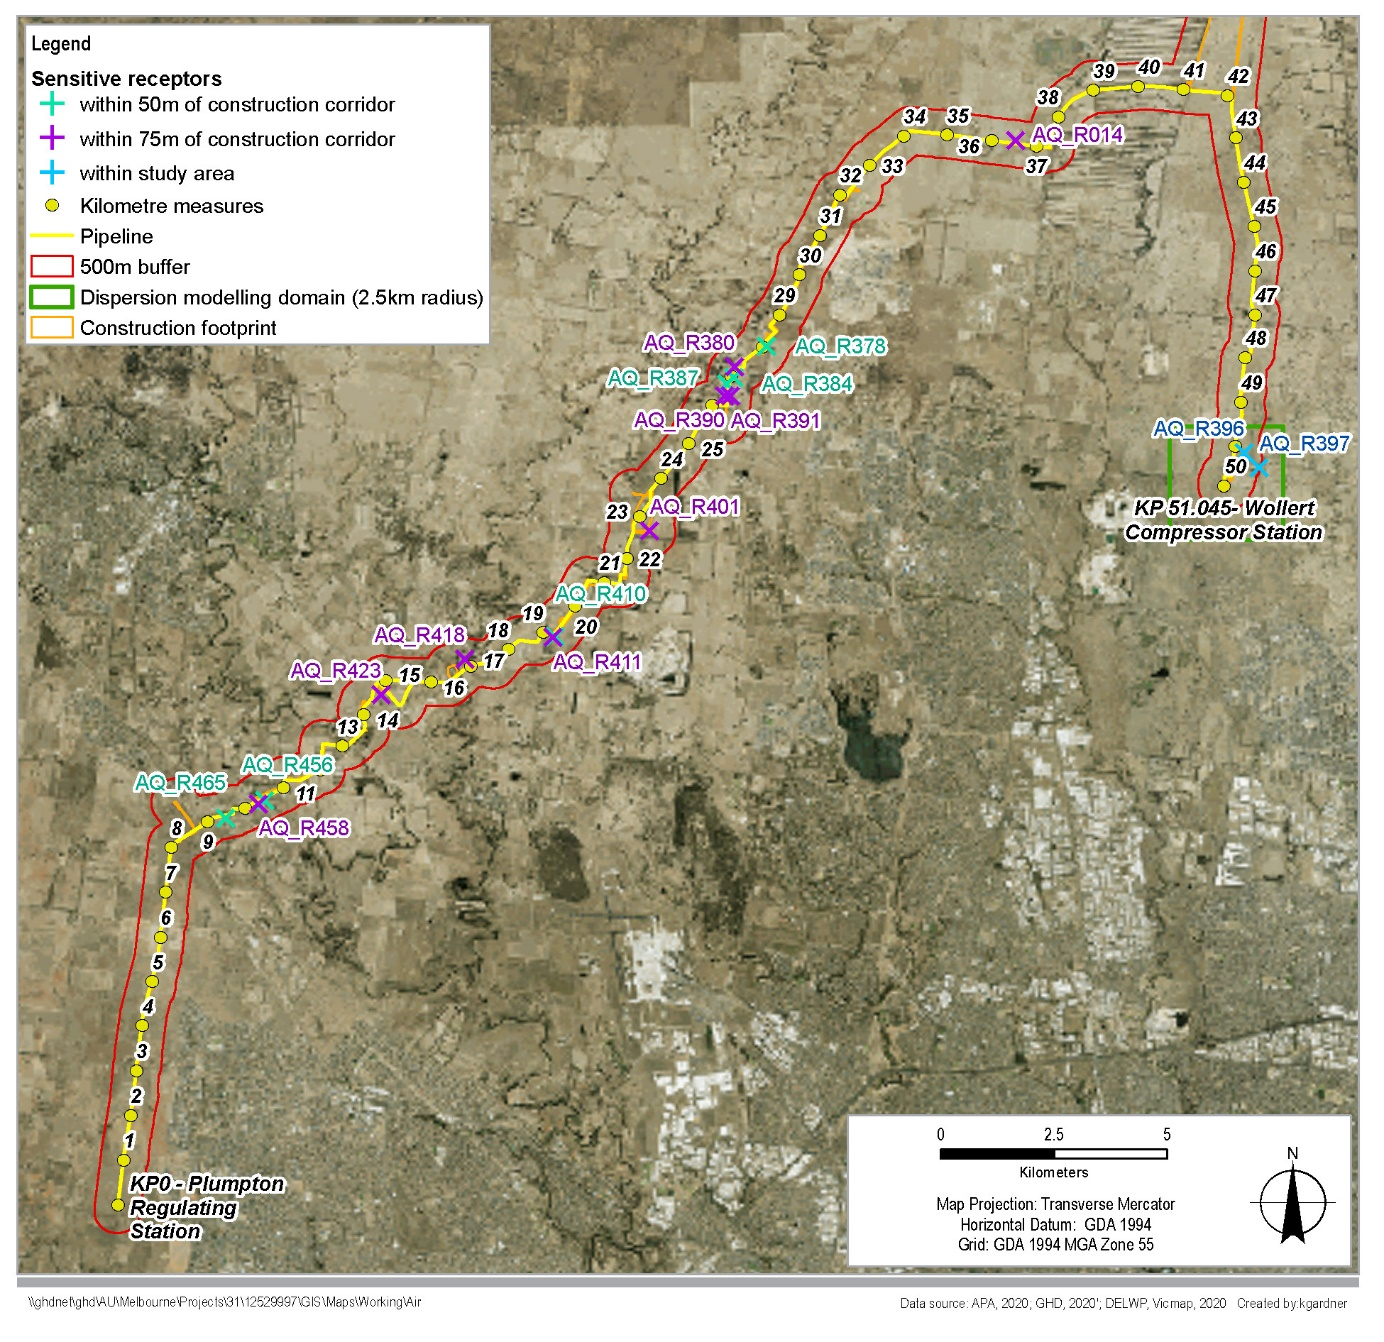 Legend
Sensitive receptors
within 50m of construction corridor
within 75m of construction corridor
within study area
Kilometre measures
Pipeline
500m buffer
Dispersion modelling domain (2.5km radius)
Construction footprint
39
40
41
42
38
43
34
35
36
AQ_R014
37
33
32
44
31
45
30
46
29
47
48
AQ_R380
AQ_R378
AQ_R387
AQ_R384
49
AQ_R390
AQ_R391
AQ_R396
AQ_R397
25
24
50
23
AQ_R401
KP 51.045- Wollert
Compressor Station
22
21
AQ_R410
19
20
18
AQ_R418
17
AQ_R411
AQ_R423
15
16
14
13
AQ_R456
AQ_R465
11
AQ_R458
8
9
7
6
5
4
3
2
1
KP0 - Plumpton
Regulating
Station
0 2.5 5
Kilometers
N
Map Projection: Transverse Mercator
Horizontal Datum: GDA 1994
Grid: GDA 1994 MGA Zone 55
\\ghdnet\ghd\AU\Melbourne\Projects\31\12529997\GIS\Maps\Working\Air
Data source: APA, 2020; GHD, 2020'; DELWP, Vicmap, 2020 Created by:kgardner